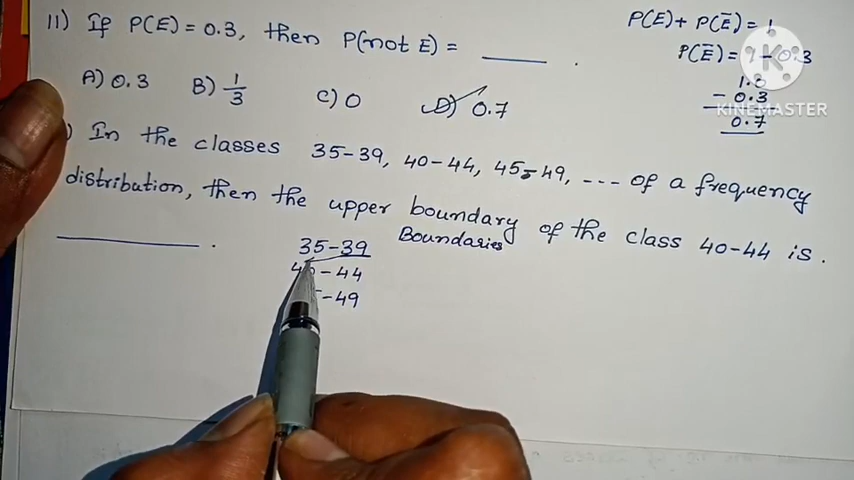 11) If P(E) = 0.3, then P(not E) = ______ .
P(E) + P(Ē) = 1
P(Ē) = 1 - 0.3
1.0
- 0.3
0.7
A) 0.3 B) 1/3 C) 0 D) 0.7
KINEMASTER
) In the classes 35-39, 40-44, 45-49, --- of a frequency
distribution, then the upper boundary of the class 40-44 is.
______ .
35-39 Boundaries
40-44
5-49